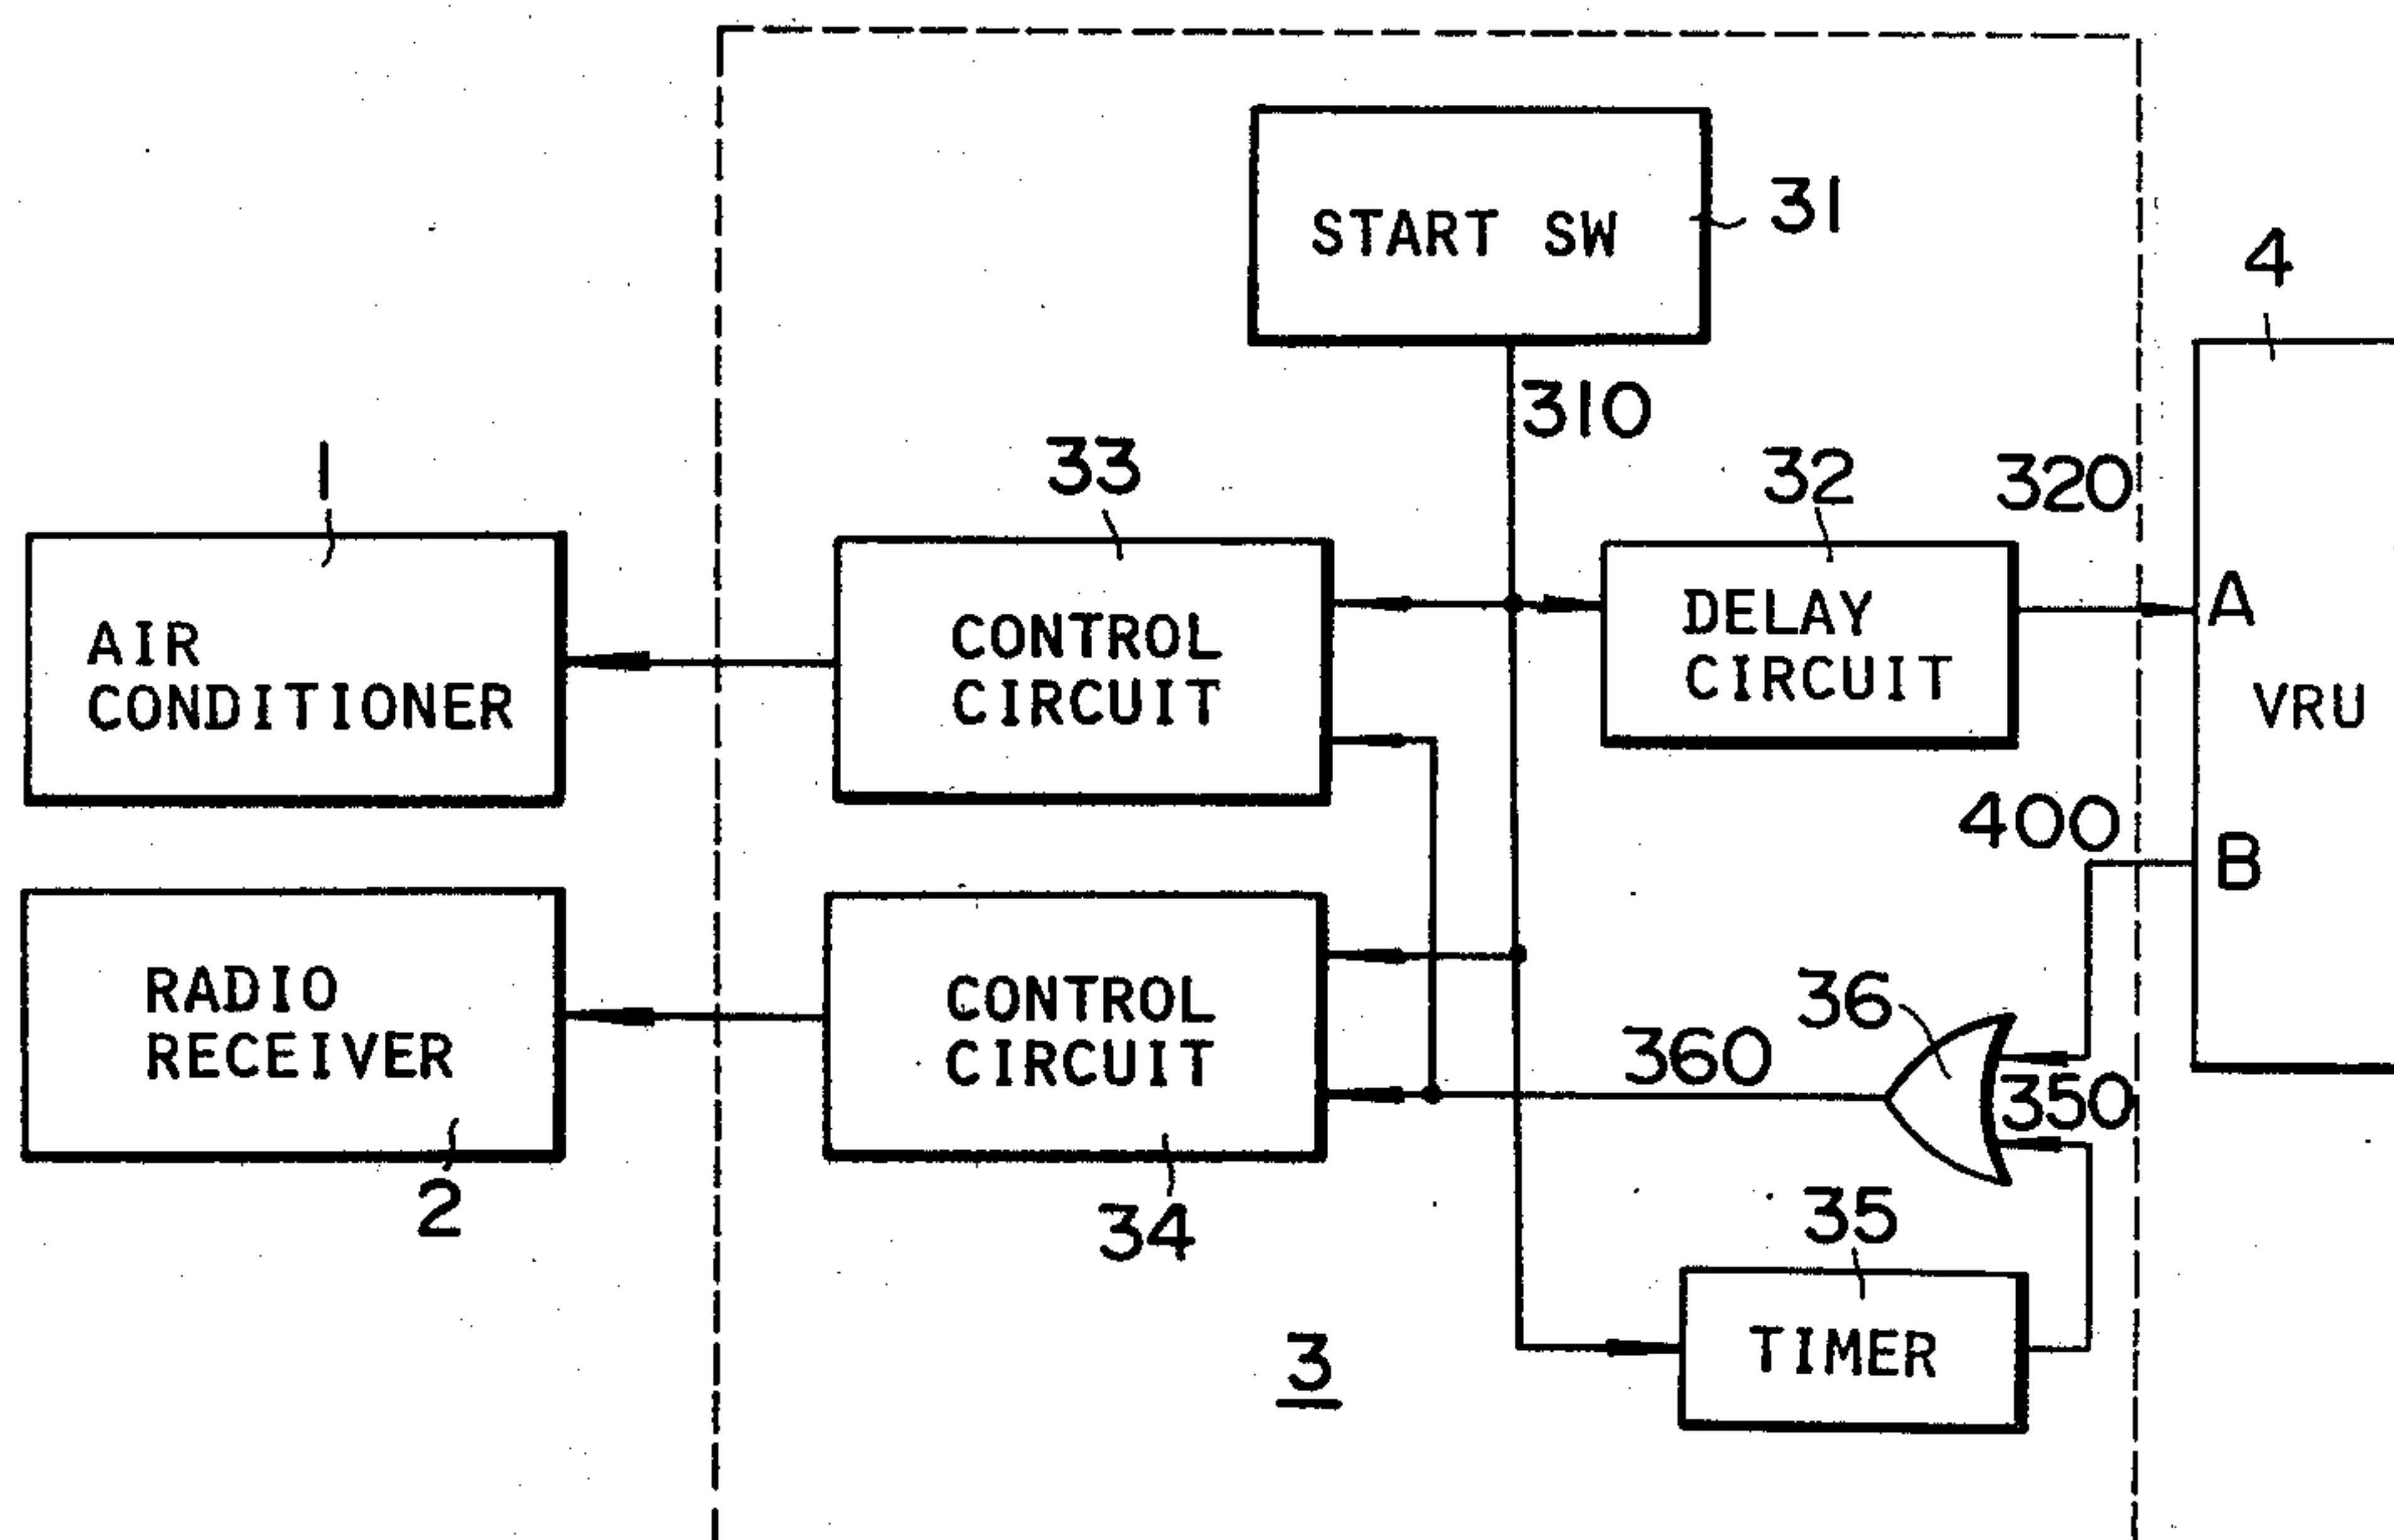 START SW
31
4
310
33
32
320
1
AIR
CONDITIONER
CONTROL
CIRCUIT
DELAY
CIRCUIT
A
VRU
400
B
RADIO
RECEIVER
2
CONTROL
CIRCUIT
34
36
360
350
35
TIMER
3